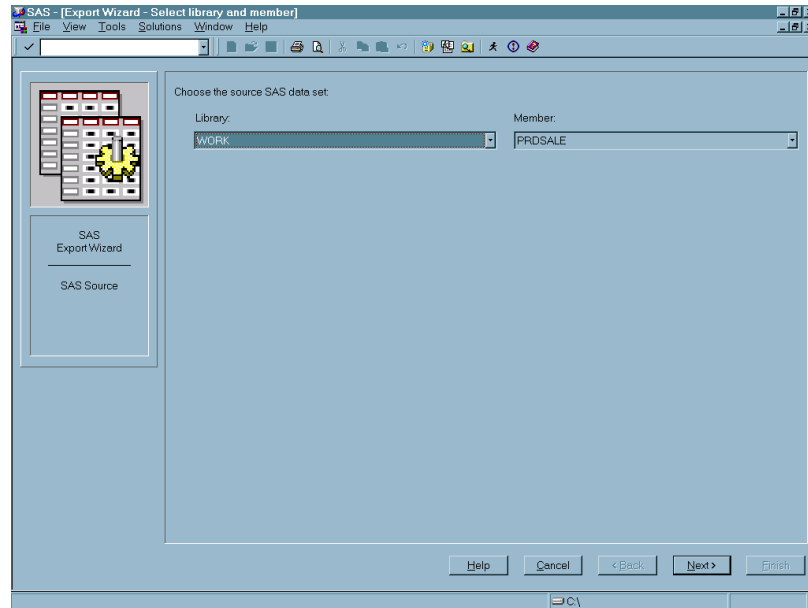 SAS - [Export Wizard - Select library and member]
File View Tools Solutions Window Help
Choose the source SAS data set:
Library: Member:
WORK PRDSALE
SAS
Export Wizard
SAS Source
Help Cancel <Back Next> Finish
C:\